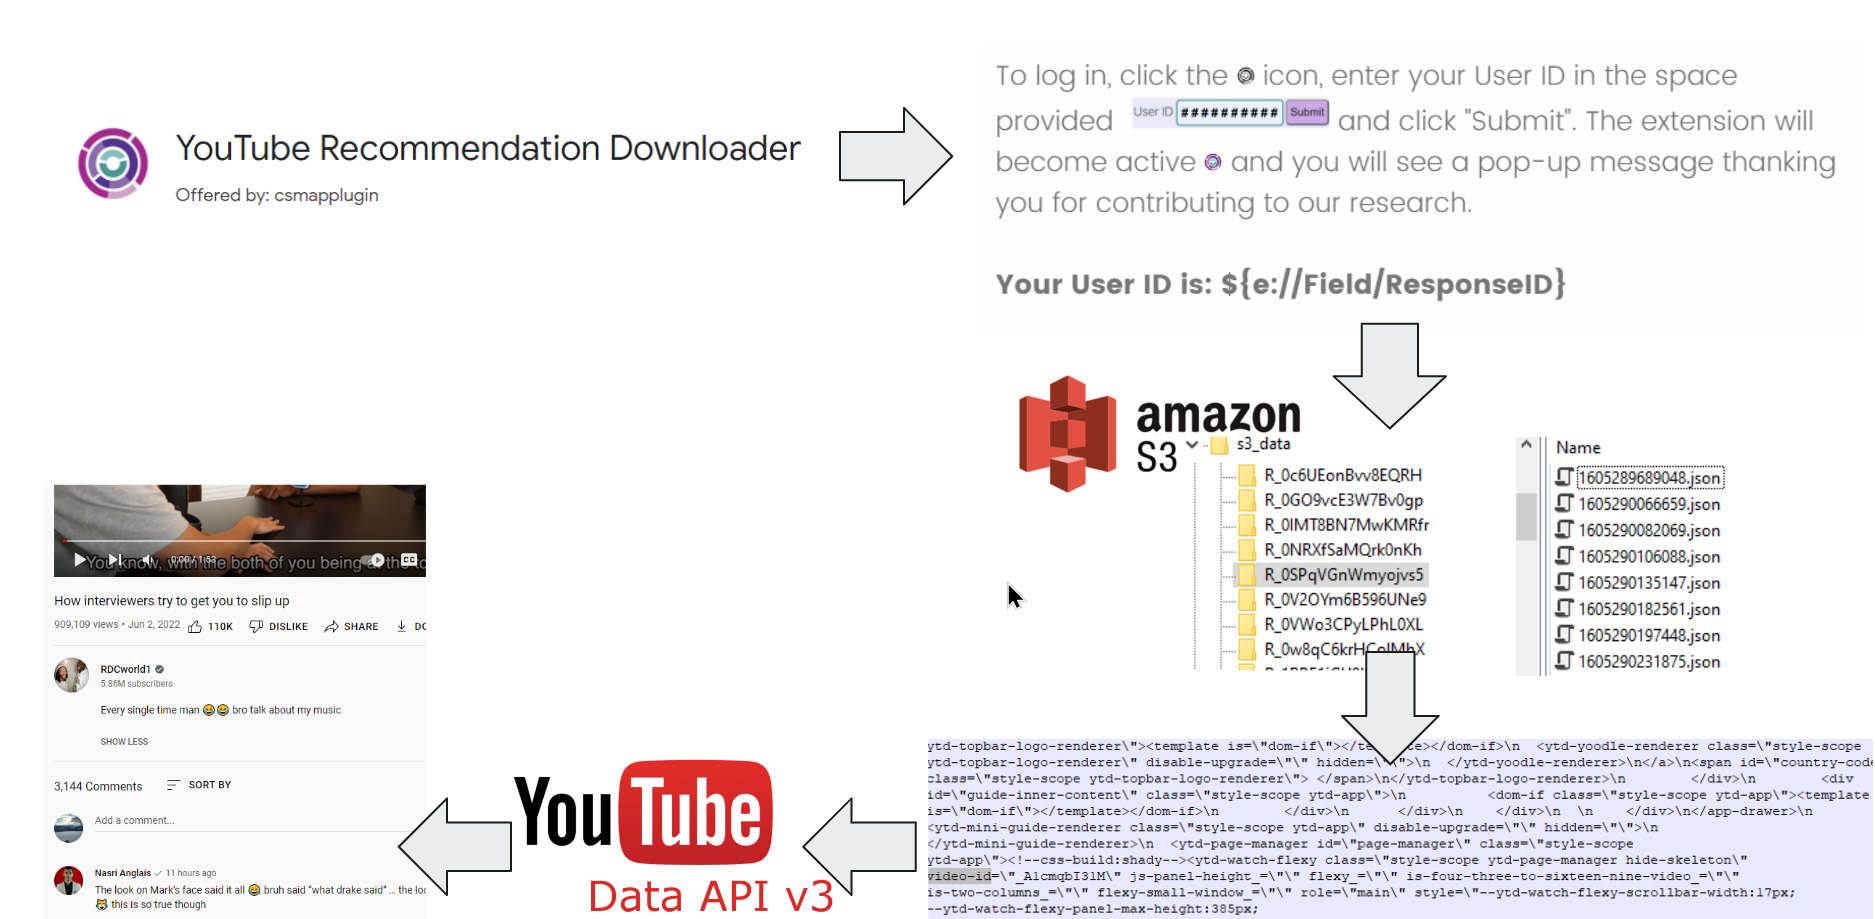 YouTube Recommendation Downloader
Offered by: csmapplugin
To log in, click the icon, enter your User ID in the space
provided User ID ########## Submit and click "Submit". The extension will
become active and you will see a pop-up message thanking
you for contributing to our research.
Your User ID is: ${e://Field/ResponseID}
amazon
S3
s3_data
R_0c6UEonBvv8EQRH
R_0GO9vcE3W7Bv0gp
R_0IMT8BN7MwKMRfr
R_0NRXfSaMQrk0nKh
R_0SPqVGnWmyojvs5
R_0V2OYm6B596UNe9
R_0VWo3CPyLPhL0XL
Name
1605289689048.json
1605290066659.json
1605290082069.json
1605290106088.json
1605290135147.json
1605290182561.json
1605290197448.json
1605290231875.json
ytd-topbar-logo-renderer\"><template is=\"dom-if\"></ </dom-if>\n <ytd-yoodle-renderer class=\"style-scope
ytd-topbar-logo-renderer\" disable-upgrade=\"\" hidden= >\n </ytd-yoodle-renderer>\n</a>\n<span id=\"country-code
class=\"style-scope ytd-topbar-logo-renderer\"> </span>\n</ytd-topbar-logo-renderer>\n </div>\n <div
id=\"guide-inner-content\" class=\"style-scope ytd-app\">\n <dom-if class=\"style-scope ytd-app\"><template
is=\"dom-if\"></template></dom-if>\n </div>\n </div>\n </div>\n \n </div>\n</app-drawer>\n
<ytd-mini-guide-renderer class=\"style-scope ytd-app\" disable-upgrade=\"\" hidden=\"\">\n
</ytd-mini-guide-renderer>\n <ytd-page-manager id=\"page-manager\" class=\"style-scope
ytd-app\"><!--css-build:shady--><ytd-watch-flexy class=\"style-scope ytd-page-manager hide-skeleton\"
video-id=\"_A1cmqbI31M\" js-panel-height_=\"\" flexy_=\"\" is-four-three-to-sixteen-nine-video_=\"\"
is-two-columns_=\"\" flexy-small-window_=\"\" role=\"main\" style=\"--ytd-watch-flexy-scrollbar-width:17px;
--ytd-watch-flexy-panel-max-height:385px;
YouTube
Data API v3
You know, with the both of you being
0:00 / 1:53
CC
How interviewers try to get you to slip up
909,109 views • Jun 2, 2022 110K DISLIKE SHARE
RDCworld1
5.86M subscribers
Every single time man 😂😂 bro talk about my music
SHOW LESS
3,144 Comments SORT BY
Add a comment...
Nasri Anglais 11 hours ago
The look on Mark's face said it all 😂 bruh said "what drake said" ... the
😹 this is so true though